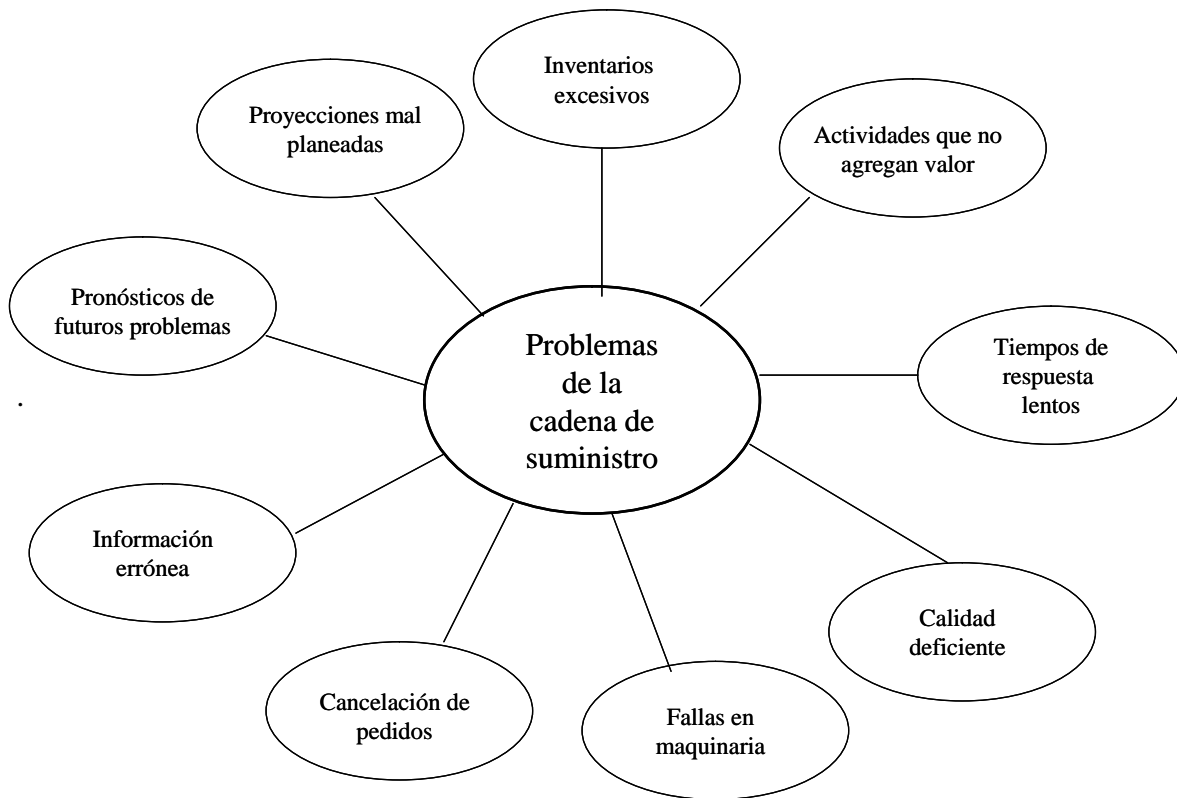 Inventarios
excesivos
Proyecciones mal
planeadas
Actividades que no
agregan valor
Pronósticos de
futuros problemas
Problemas
de la
cadena de
suministro
Tiempos de
respuesta
lentos
Información
errónea
Calidad
deficiente
Cancelación de
pedidos
Fallas en
maquinaria